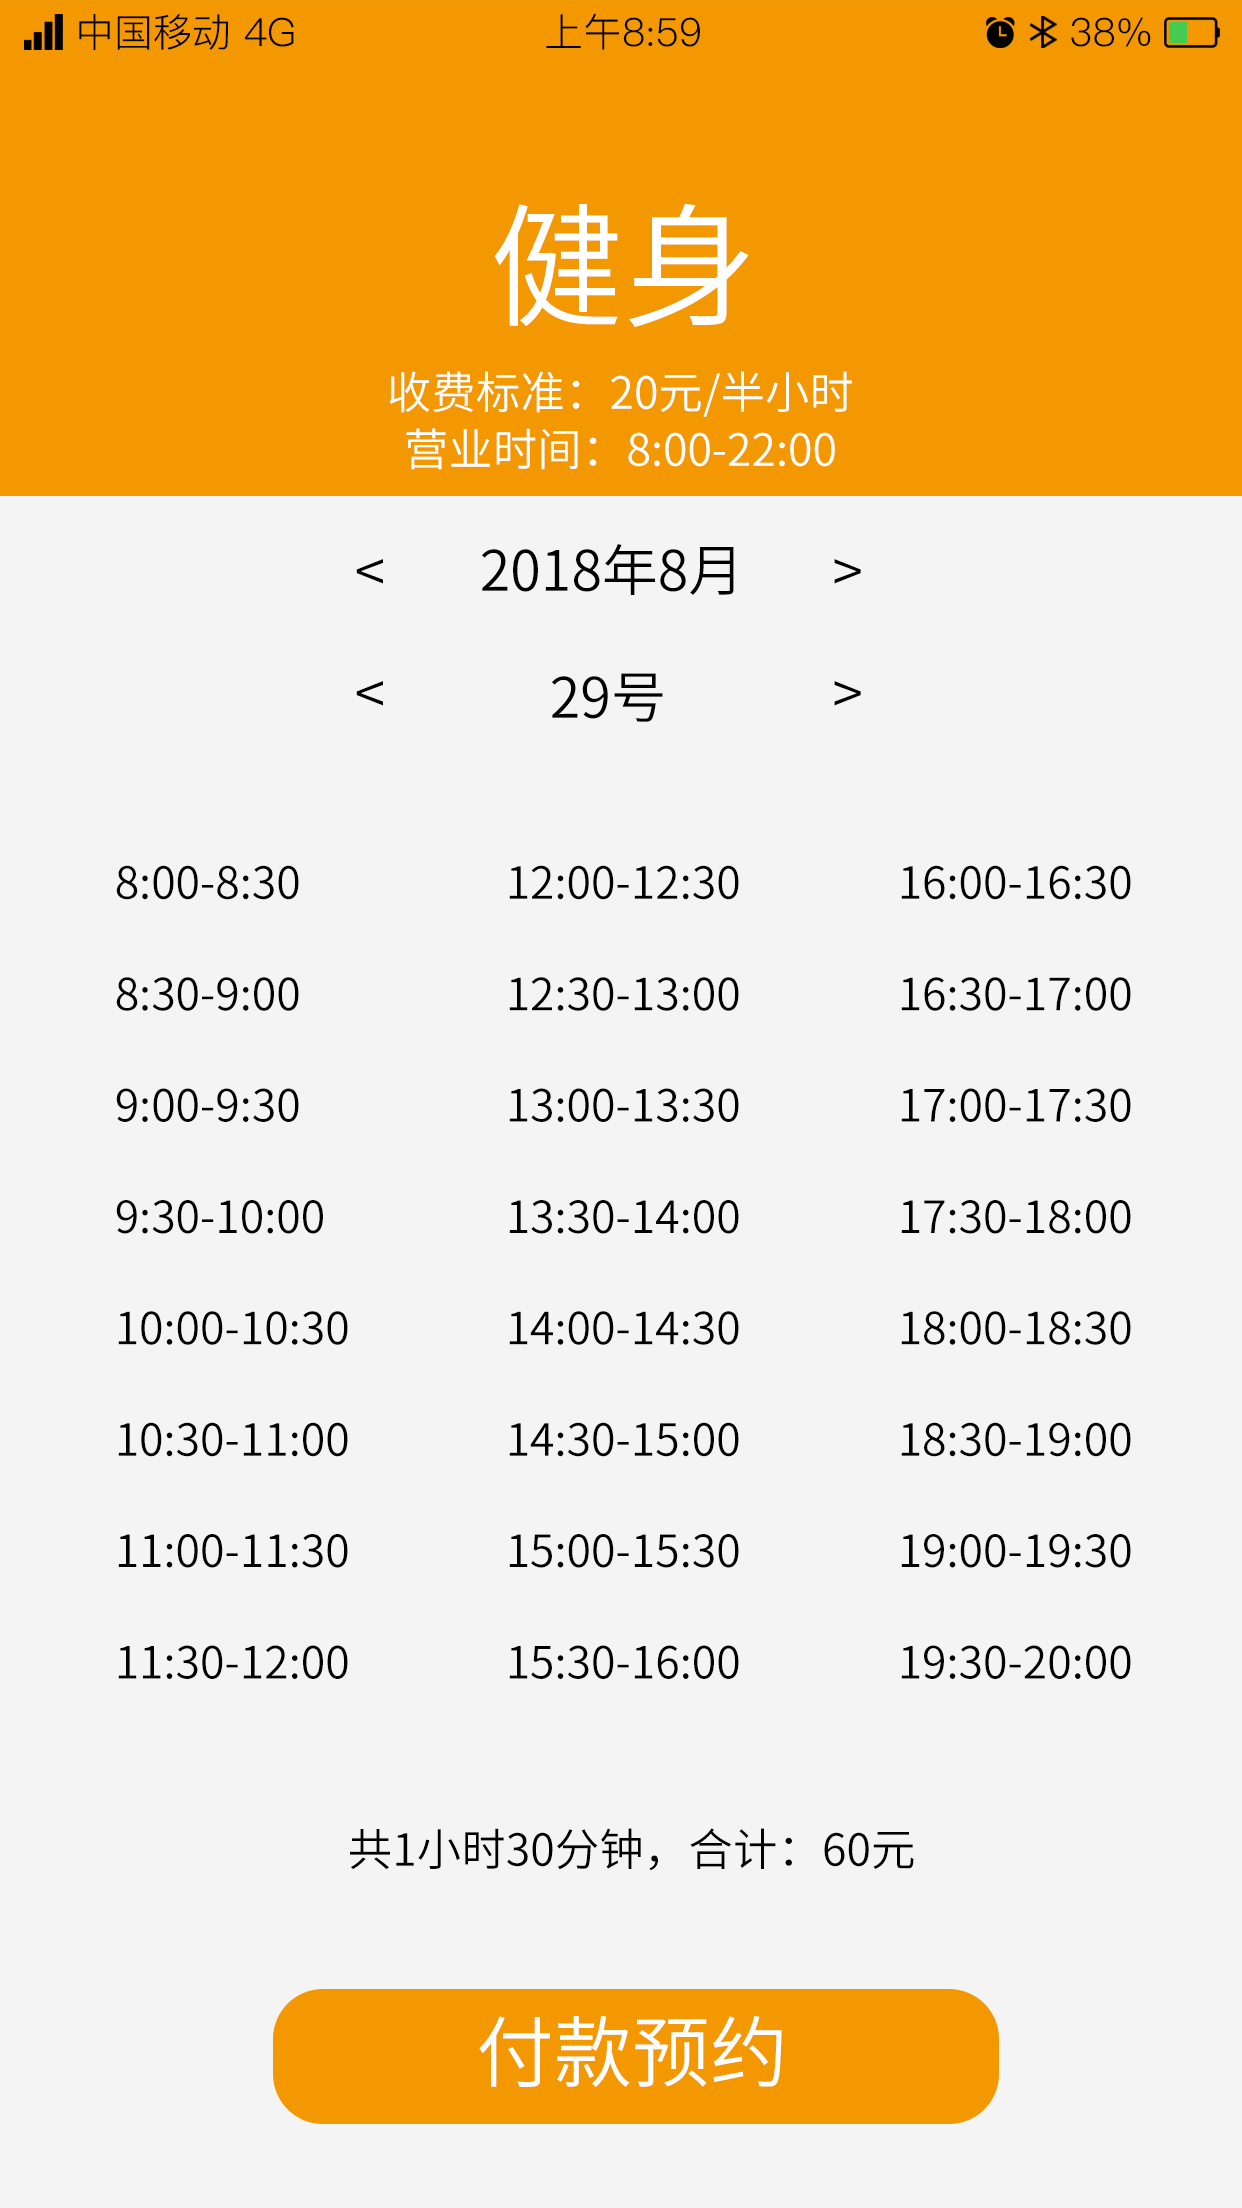 中国移动 4G 上午8:59 38%
健身
收费标准：20元/半小时
营业时间：8:00-22:00
< 2018年8月 >
< 29号 >
8:00-8:30 12:00-12:30 16:00-16:30
8:30-9:00 12:30-13:00 16:30-17:00
9:00-9:30 13:00-13:30 17:00-17:30
9:30-10:00 13:30-14:00 17:30-18:00
10:00-10:30 14:00-14:30 18:00-18:30
10:30-11:00 14:30-15:00 18:30-19:00
11:00-11:30 15:00-15:30 19:00-19:30
11:30-12:00 15:30-16:00 19:30-20:00
共1小时30分钟，合计：60元
付款预约